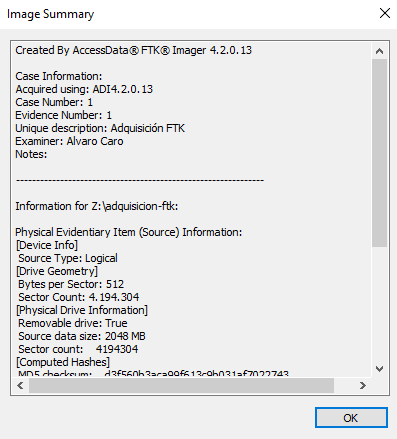 Image Summary
Created By AccessData® FTK® Imager 4.2.0.13
Case Information:
Acquired using: ADI4.2.0.13
Case Number: 1
Evidence Number: 1
Unique description: Adquisición FTK
Examiner: Alvaro Caro
Notes:
--------------------------------------------------------------
Information for Z:\adquisicion-ftk:
Physical Evidentiary Item (Source) Information:
[Device Info]
Source Type: Logical
[Drive Geometry]
Bytes per Sector: 512
Sector Count: 4.194.304
[Physical Drive Information]
Removable drive: True
Source data size: 2048 MB
Sector count: 4194304
[Computed Hashes]
MD5 checksum: d3f560b3aca99f613c9b031af7022743
OK